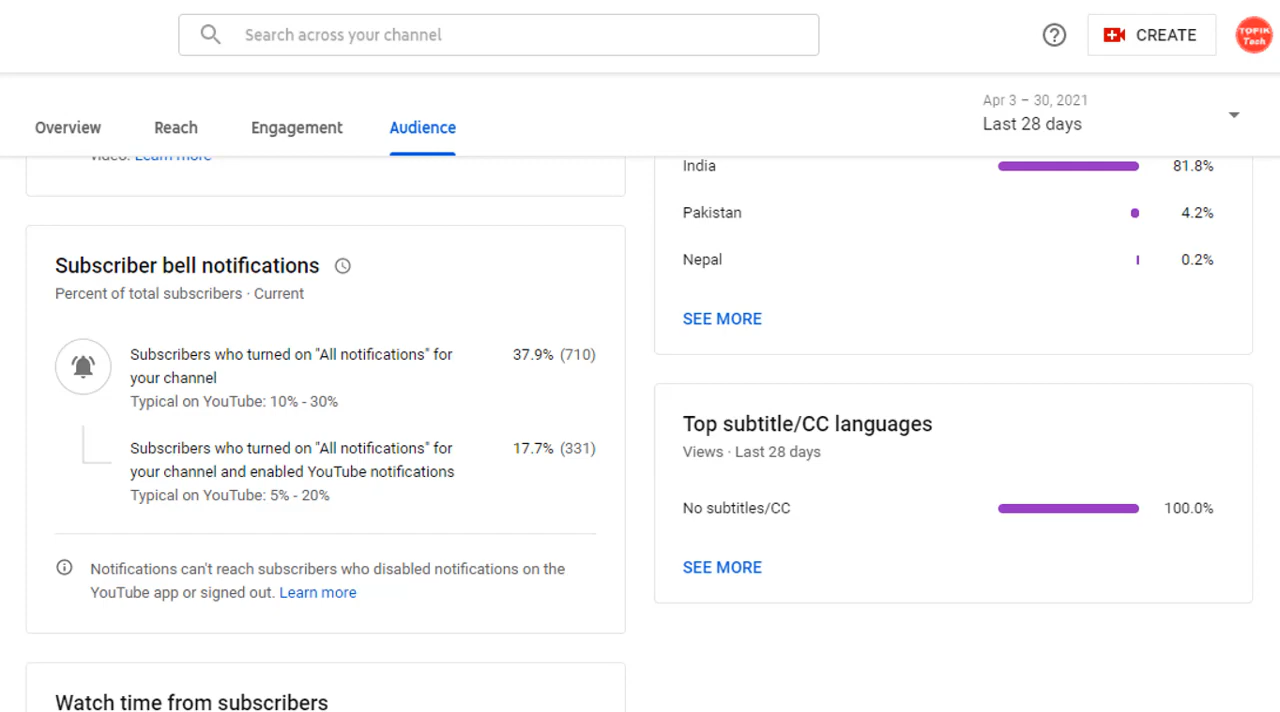 Search across your channel
CREATE
TOFIK
Tech
Overview
Reach
Engagement
Audience
Apr 3 – 30, 2021
Last 28 days
video. Learn more
Subscriber bell notifications
Percent of total subscribers · Current
Subscribers who turned on "All notifications" for
your channel
37.9% (710)
Typical on YouTube: 10% - 30%
Subscribers who turned on "All notifications" for
your channel and enabled YouTube notifications
17.7% (331)
Typical on YouTube: 5% - 20%
Notifications can't reach subscribers who disabled notifications on the
YouTube app or signed out. Learn more
Watch time from subscribers
India 81.8%
Pakistan 4.2%
Nepal 0.2%
SEE MORE
Top subtitle/CC languages
Views · Last 28 days
No subtitles/CC 100.0%
SEE MORE